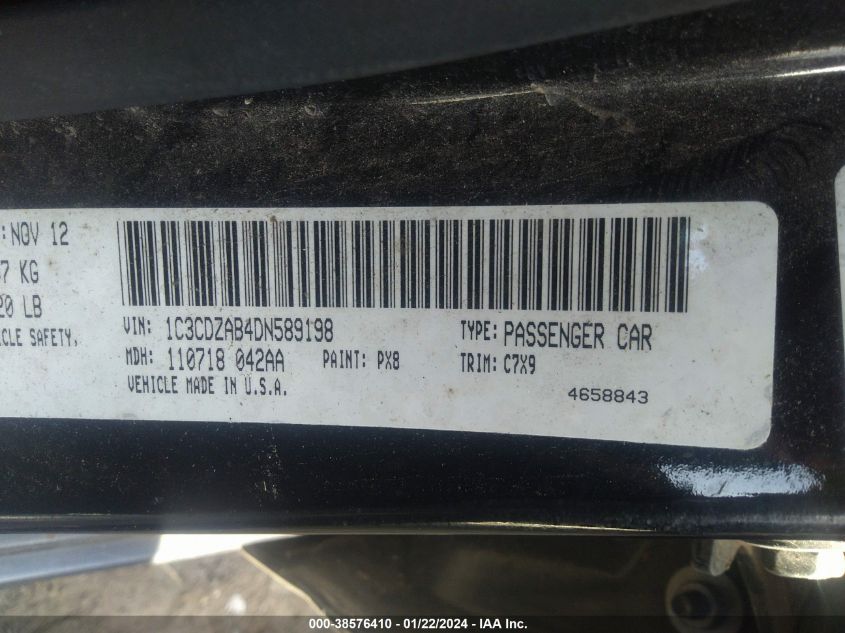 :NOV 12
7 KG
20 LB
ICLE SAFETY,
VIN: 1C3CDZAB4DN589198
TYPE: PASSENGER CAR
MDH: 110718 042AA
PAINT: PX8
TRIM: C7X9
VEHICLE MADE IN U.S.A.
4658843
000-38576410 - 01/22/2024 - IAA Inc.